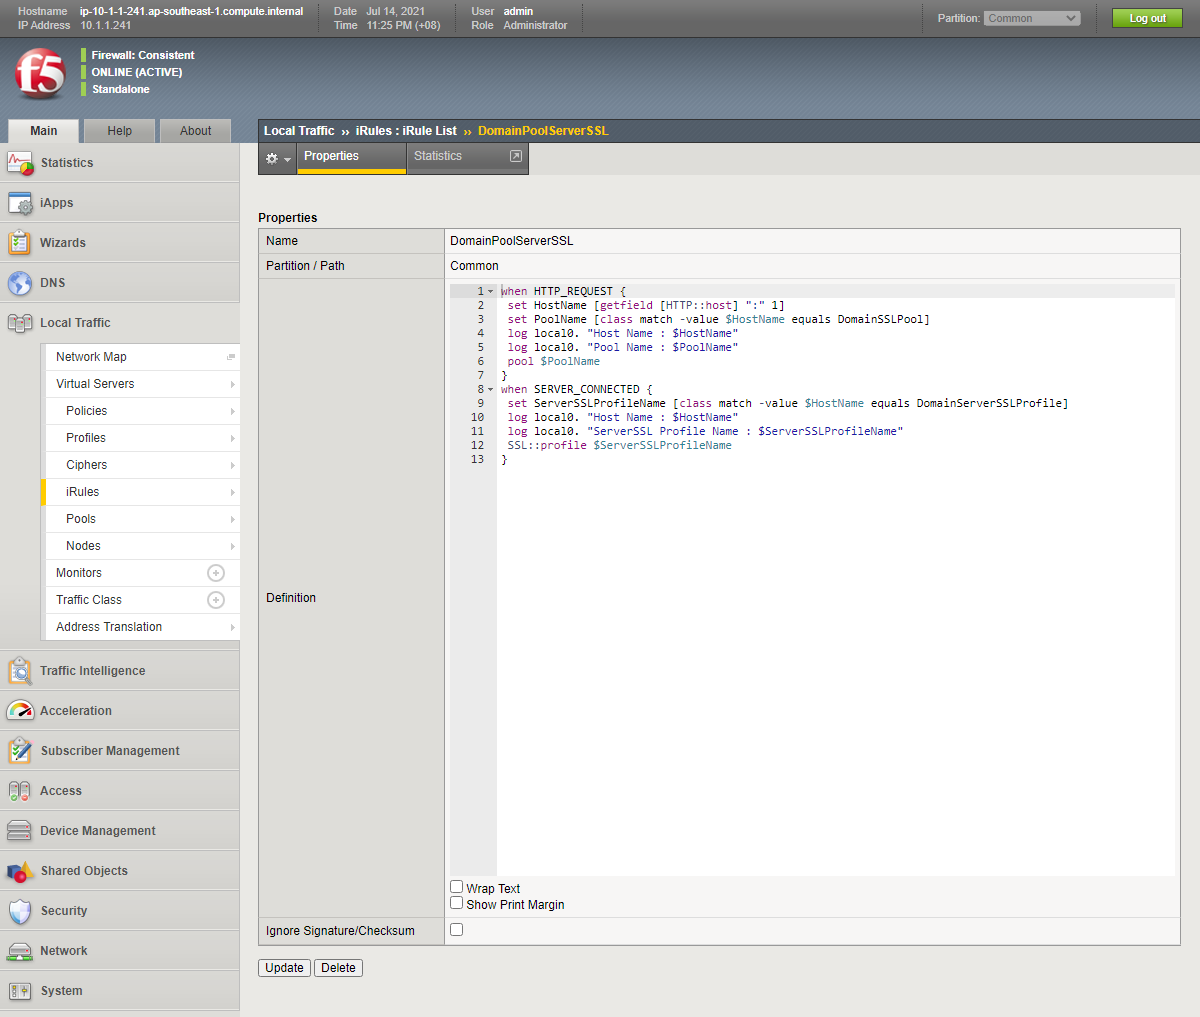 Hostname ip-10-1-1-241.ap-southeast-1.compute.internal Date Jul 14, 2021 User admin
IP Address 10.1.1.241 Time 11:25 PM (+08) Role Administrator
Partition: Common
Log out
f5
Firewall: Consistent
ONLINE (ACTIVE)
Standalone
Main Help About
Local Traffic ›› iRules : iRule List ›› DomainPoolServerSSL
Properties Statistics
Statistics
iApps
Wizards
DNS
Local Traffic
Network Map
Virtual Servers
Policies
Profiles
Ciphers
iRules
Pools
Nodes
Monitors
Traffic Class
Address Translation
Traffic Intelligence
Acceleration
Subscriber Management
Access
Device Management
Shared Objects
Security
Network
System
Properties
Name DomainPoolServerSSL
Partition / Path Common
Definition
1 when HTTP_REQUEST {
2 set HostName [getfield [HTTP::host] ":" 1]
3 set PoolName [class match -value $HostName equals DomainSSLPool]
4 log local0. "Host Name : $HostName"
5 log local0. "Pool Name : $PoolName"
6 pool $PoolName
7 }
8 when SERVER_CONNECTED {
9 set ServerSSLProfileName [class match -value $HostName equals DomainServerSSLProfile]
10 log local0. "Host Name : $HostName"
11 log local0. "ServerSSL Profile Name : $ServerSSLProfileName"
12 SSL::profile $ServerSSLProfileName
13 }
Wrap Text
Show Print Margin
Ignore Signature/Checksum
Update Delete